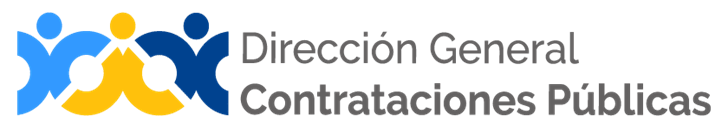 Dirección General
Contrataciones Públicas